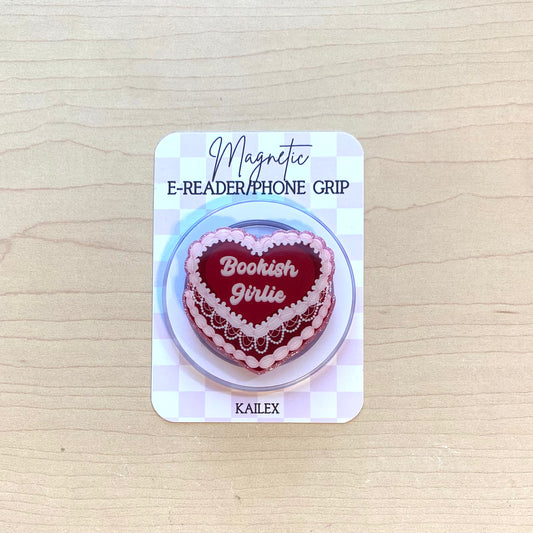 Magnetic
E-READER/PHONE GRIP
Bookish
girlie
KAILEX